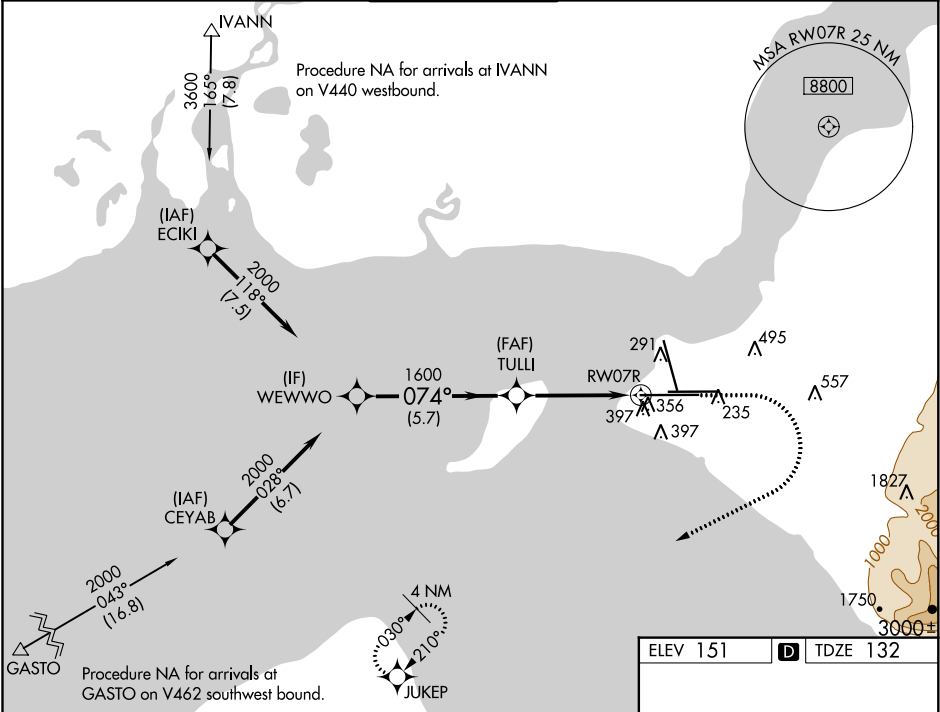 IVANN
3600
165°
(7.8)
Procedure NA for arrivals at IVANN
on V440 westbound.
MSA RW07R 25 NM
8800
(IAF)
ECIKI
2000
118°
(7.5)
(IF)
WEWWO
1600
074°
(5.7)
(FAF)
TULLI
RW07R
291
495
557
397
356
235
397
1827
2000
1000
1750
3000±
(IAF)
CEYAB
2000
028°
(6.7)
2000
043°
(16.8)
GASTO
Procedure NA for arrivals at
GASTO on V462 southwest bound.
4 NM
030°
210°
JUKEP
ELEV 151
D
TDZE 132